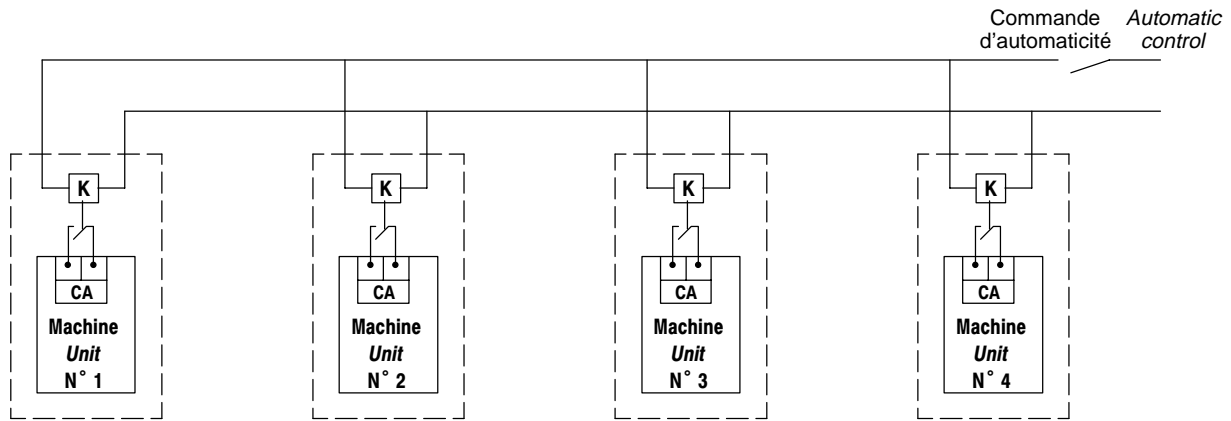 Commande Automatic
d'automaticité control
K K K K
CA CA CA CA
Machine Machine Machine Machine
Unit Unit Unit Unit
N° 1 N° 2 N° 3 N° 4